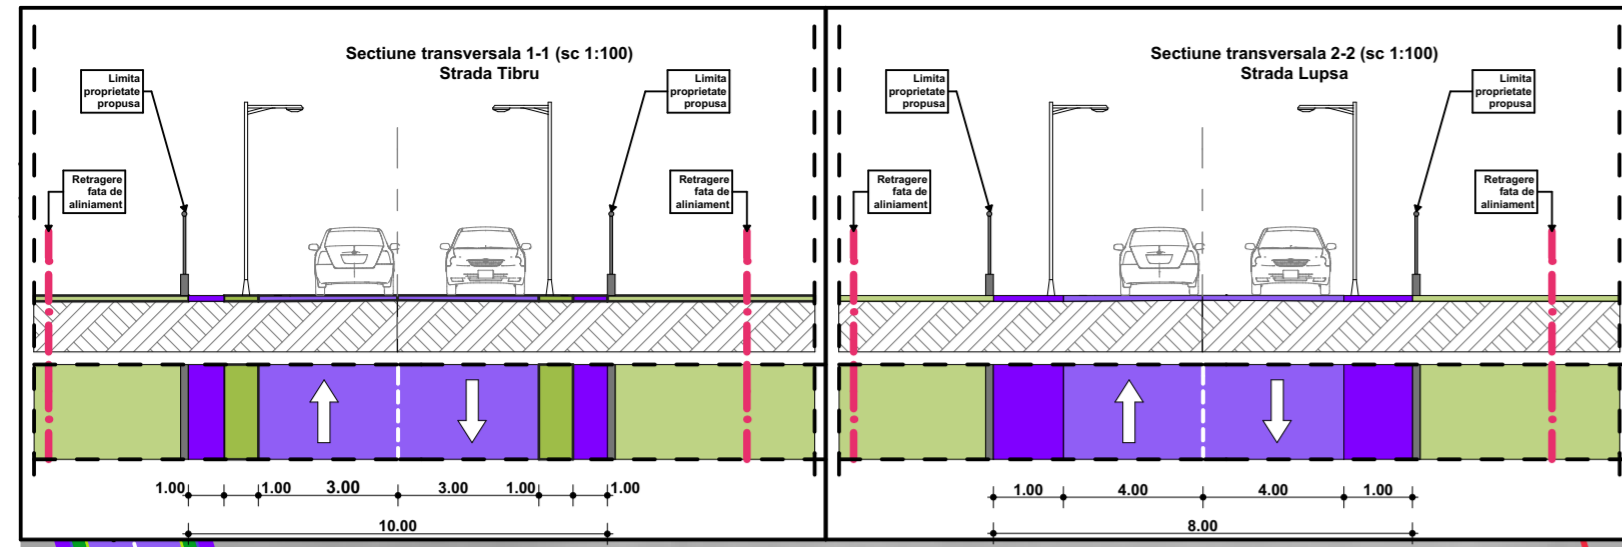 Sectiune transversala 1-1 (sc 1:100)
Strada Tibru
Limita
proprietate
propusa
Limita
proprietate
propusa
Retragere
fata de
aliniament
Retragere
fata de
aliniament
1.00
1.00
3.00
3.00
1.00
1.00
10.00
Sectiune transversala 2-2 (sc 1:100)
Strada Lupsa
Limita
proprietate
propusa
Limita
proprietate
propusa
Retragere
fata de
aliniament
Retragere
fata de
aliniament
1.00
4.00
4.00
1.00
8.00